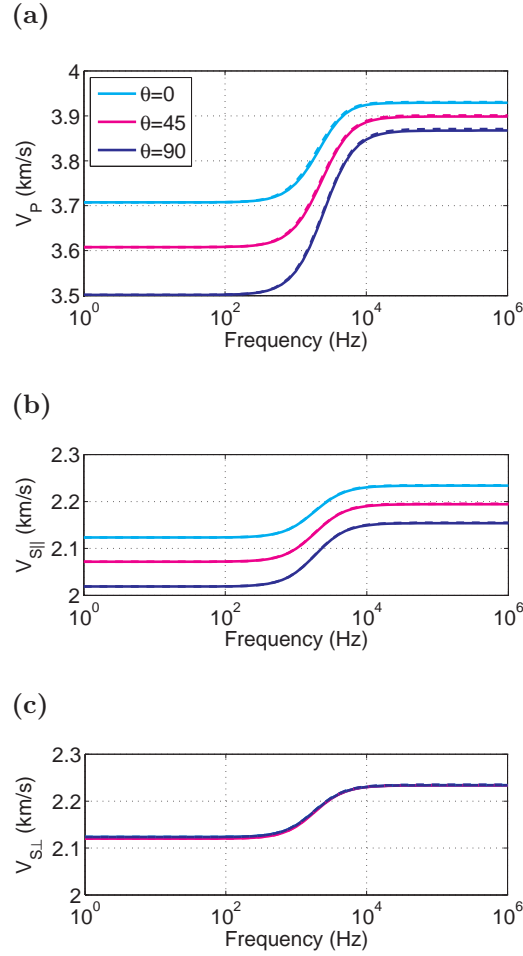 (a)
4
3.9
3.8
3.7
3.6
3.5
V_P (km/s)
θ=0
θ=45
θ=90
10^0 10^2 10^4 10^6
Frequency (Hz)
(b)
2.3
2.2
2.1
2
V_S|| (km/s)
10^0 10^2 10^4 10^6
Frequency (Hz)
(c)
2.3
2.2
2.1
2
V_S⊥ (km/s)
10^0 10^2 10^4 10^6
Frequency (Hz)